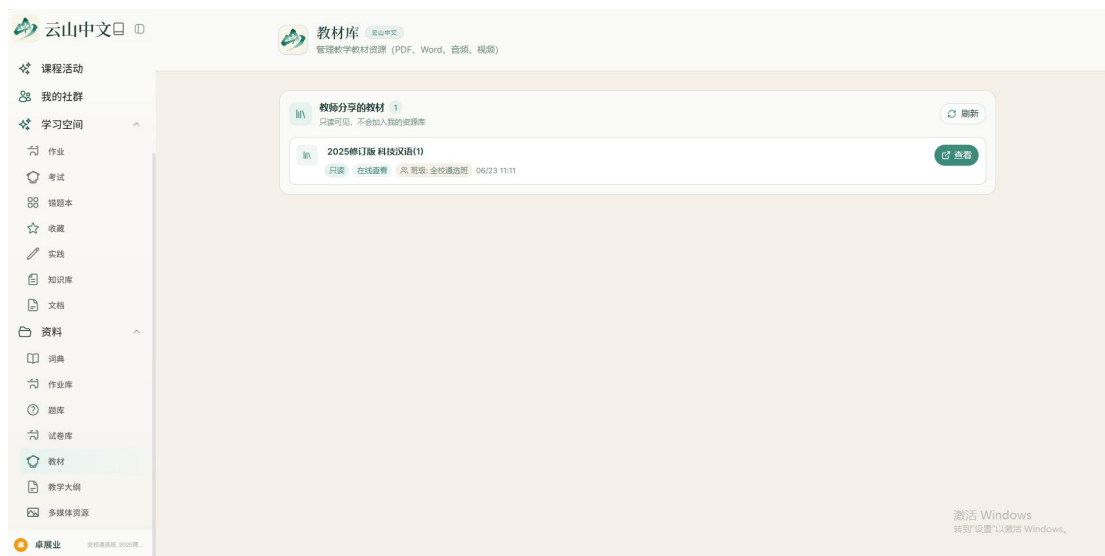 云山中文
课程活动
我的社群
学习空间
作业
考试
错题本
收藏
实践
知识库
文档
资料
词典
作业库
题库
试卷库
教材
教学大纲
多媒体资源
卓展业
教材库 云山中文
管理教学教材资源（PDF、Word、音频、视频）
教师分享的教材 1
只读可见，不会加入我的资源库
刷新
2025修订版 科技汉语(1)
只读 在线查看 班级: 全校通选班 06/23 11:11
查看
激活 Windows
转到"设置"以激活 Windows。